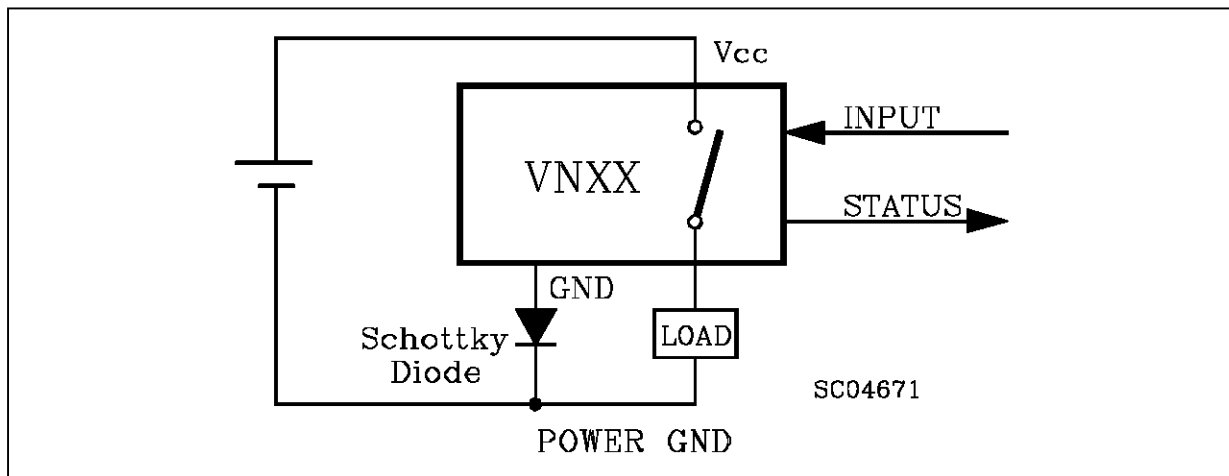 Vcc
INPUT
VNXX
STATUS
GND
Schottky
Diode
LOAD
SC04671
POWER GND